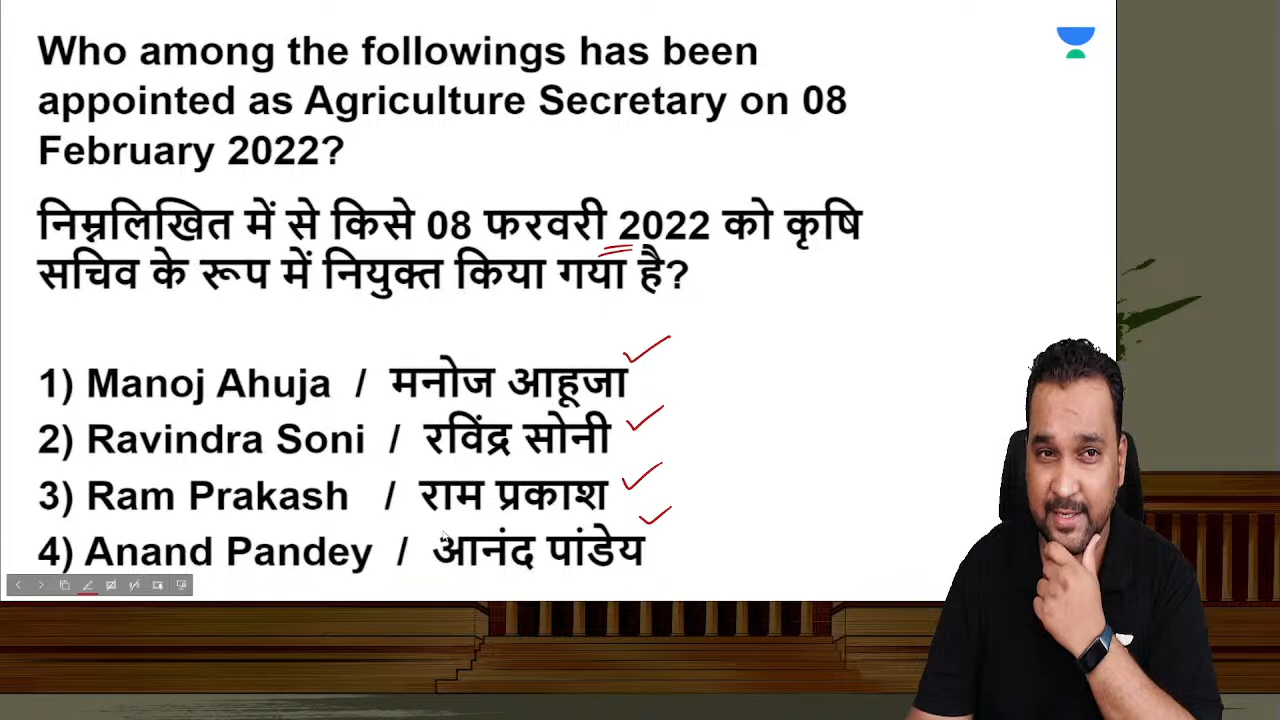 Who among the followings has been
appointed as Agriculture Secretary on 08
February 2022?
निम्नलिखित में से किसे 08 फरवरी 2022 को कृषि
सचिव के रूप में नियुक्त किया गया है?
1) Manoj Ahuja / मनोज आहूजा
2) Ravindra Soni / रविंद्र सोनी
3) Ram Prakash / राम प्रकाश
4) Anand Pandey / आनंद पांडेय